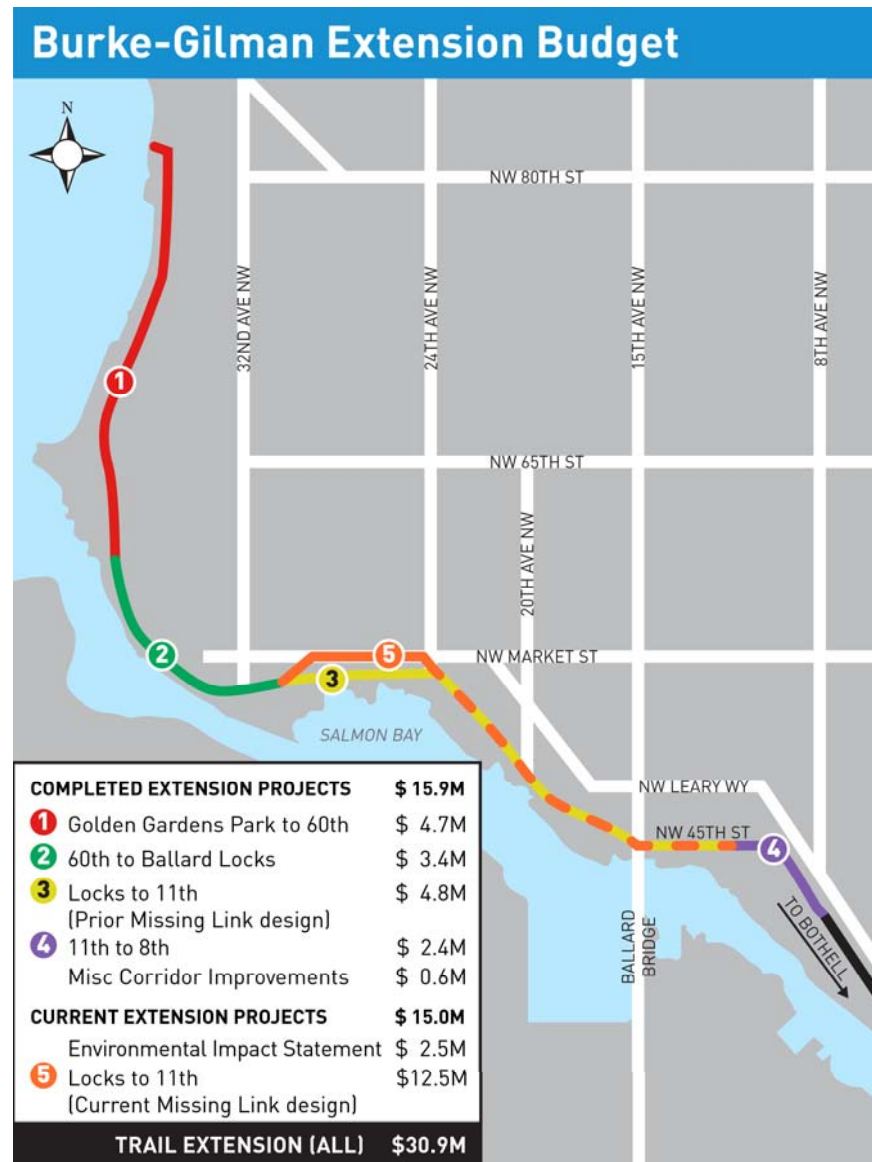 Burke-Gilman Extension Budget
N
NW 80TH ST
32ND AVE NW
24TH AVE NW
15TH AVE NW
8TH AVE NW
1
NW 65TH ST
20TH AVE NW
2
5
NW MARKET ST
3
SALMON BAY
NW LEARY WY
NW 45TH ST
4
BALLARD
BRIDGE
TO BOTHELL
COMPLETED EXTENSION PROJECTS $ 15.9M
1 Golden Gardens Park to 60th $ 4.7M
2 60th to Ballard Locks $ 3.4M
3 Locks to 11th $ 4.8M
(Prior Missing Link design)
4 11th to 8th $ 2.4M
Misc Corridor Improvements $ 0.6M
CURRENT EXTENSION PROJECTS $ 15.0M
Environmental Impact Statement $ 2.5M
5 Locks to 11th $12.5M
(Current Missing Link design)
TRAIL EXTENSION (ALL) $30.9M